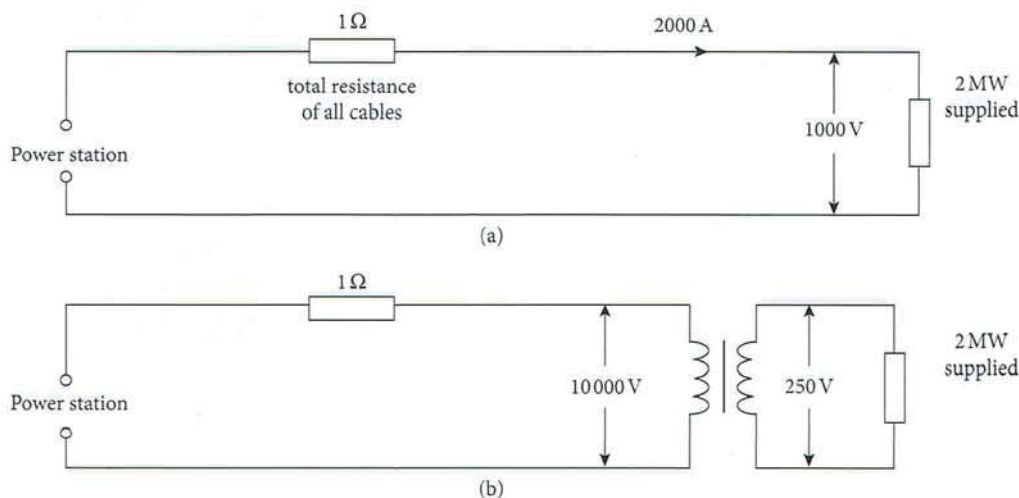 1 Ω
2000 A
total resistance
of all cables
2 MW
supplied
1000 V
Power station
(a)
1 Ω
2 MW
supplied
10 000 V
250 V
Power station
(b)